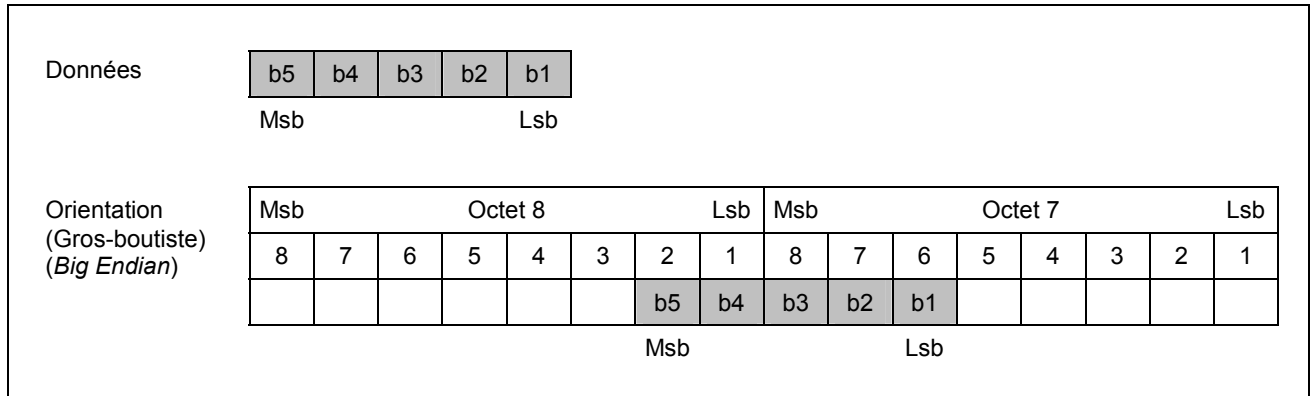 Données b5 b4 b3 b2 b1
Msb Lsb
Orientation Msb Octet 8 Lsb Msb Octet 7 Lsb
(Gros-boutiste) 8 7 6 5 4 3 2 1 8 7 6 5 4 3 2 1
(Big Endian) b5 b4 b3 b2 b1
Msb Lsb